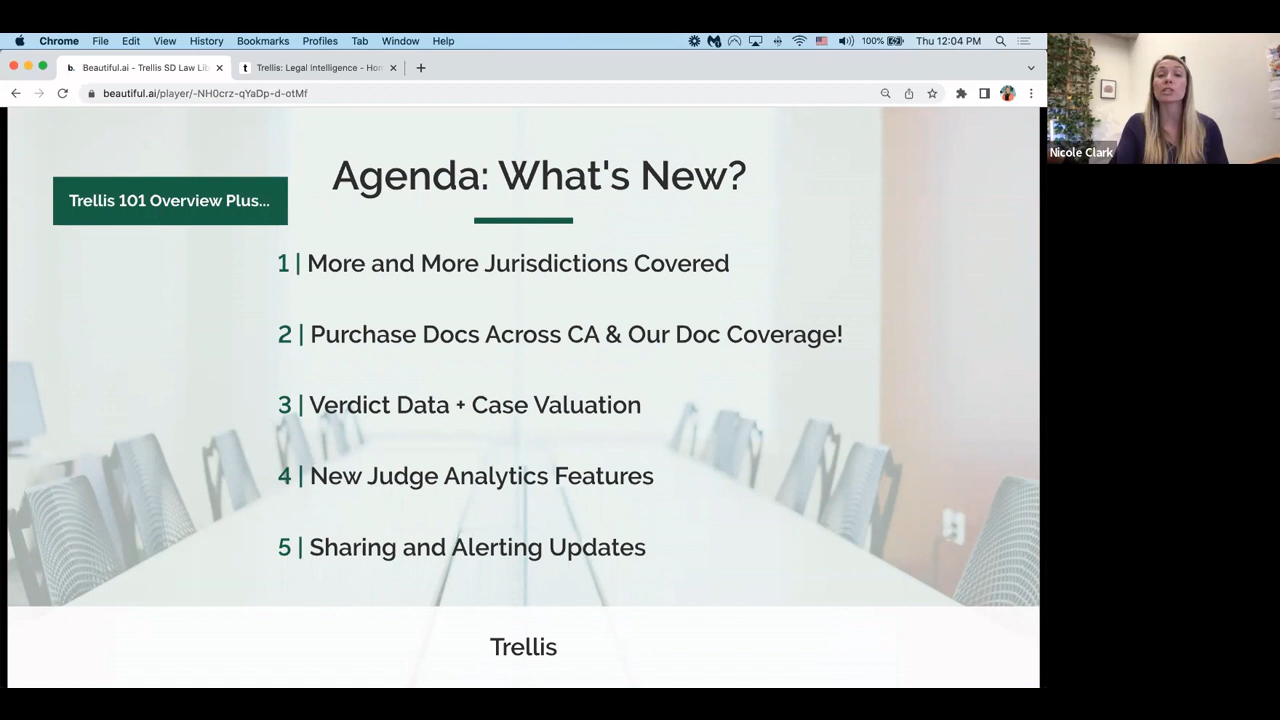 Chrome File Edit View History Bookmarks Profiles Tab Window Help 100% Thu 12:04 PM
b. Beautiful.ai - Trellis SD Law Lib
t Trellis: Legal Intelligence - Hon
beautiful.ai/player/-NH0crz-qYaDp-d-otMf
Nicole Clark
Agenda: What's New?
Trellis 101 Overview Plus...
1 | More and More Jurisdictions Covered
2 | Purchase Docs Across CA & Our Doc Coverage!
3 | Verdict Data + Case Valuation
4 | New Judge Analytics Features
5 | Sharing and Alerting Updates
Trellis